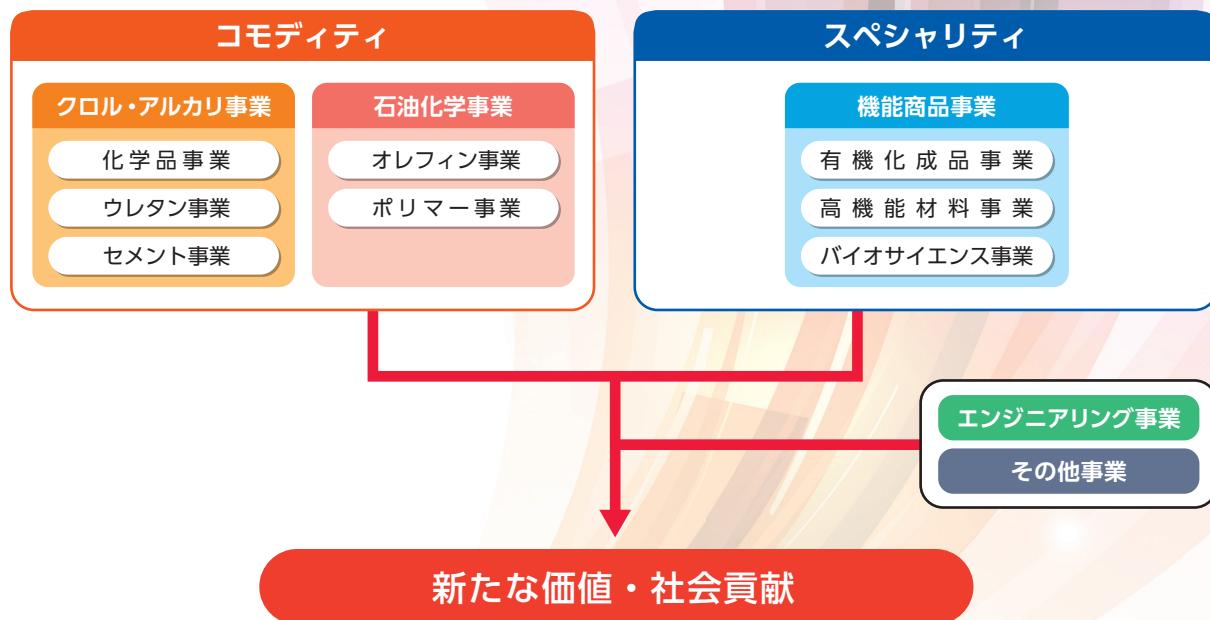 コモディティ
クロル・アルカリ事業
化学品事業
ウレタン事業
セメント事業
石油化学事業
オレフィン事業
ポリマー事業
スペシャリティ
機能商品事業
有機化成品事業
高機能材料事業
バイオサイエンス事業
エンジニアリング事業
その他事業
新たな価値・社会貢献